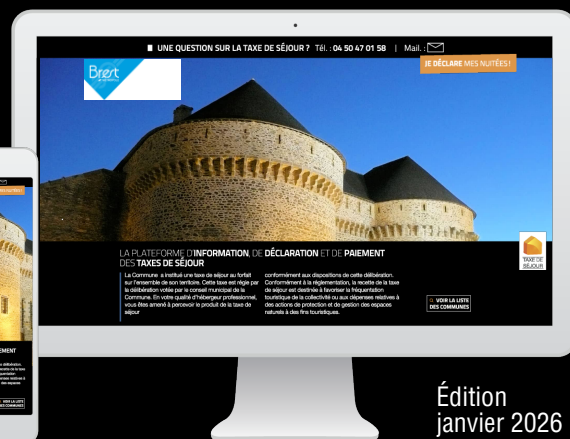 UNE QUESTION SUR LA TAXE DE SÉJOUR ? Tél. : 04 50 47 01 58 | Mail. :
JE DÉCLARE MES NUITÉES !
Brest
LA PLATEFORME D'INFORMATION, DE DÉCLARATION ET DE PAIEMENT
DES TAXES DE SÉJOUR
La Commune a institué une taxe de séjour au forfait
sur l'ensemble de son territoire. Cette taxe est régie par
la délibération votée par le conseil municipal de la
Commune. En votre qualité d'hébergeur professionnel,
vous êtes amené à percevoir le produit de la taxe de
séjour
conformément aux dispositions de cette délibération.
Conformément à la règlementation, la recette de la taxe
de séjour est destinée à favoriser la fréquentation
touristique de la collectivité ou aux dépenses relatives à
des actions de protection et de gestion des espaces
naturels à des fins touristiques.
VOIR LA LISTE
DES COMMUNES
TAXE DE
SÉJOUR
Édition
janvier 2026